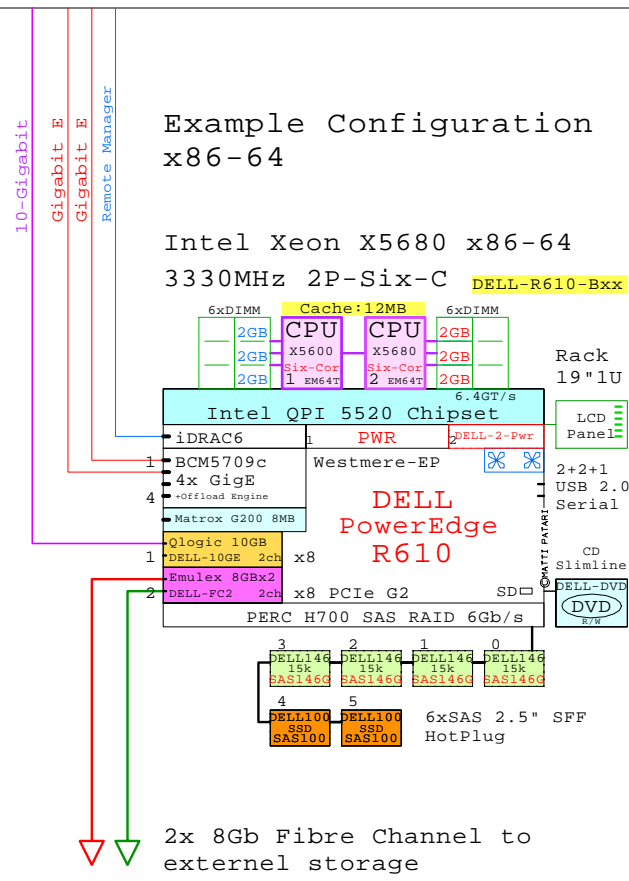 10-Gigabit
Gigabit E
Gigabit E
Remote Manager
Example Configuration
x86-64
Intel Xeon X5680 x86-64
3330MHz 2P-Six-C
DELL-R610-Bxx
6xDIMM
Cache:12MB
6xDIMM
2GB
2GB
2GB
CPU
X5600
Six-Cor
1 EM64T
CPU
X5680
Six-Cor
2 EM64T
2GB
2GB
2GB
Rack
19"1U
6.4GT/s
Intel QPI 5520 Chipset
LCD
Panel
iDRAC6
1
PWR
2
DELL-2-Pwr
1
BCM5709c
Westmere-EP
4x GigE
4
+Offload Engine
2+2+1
USB 2.0
Serial
Matrox G200 8MB
DELL
PowerEdge
R610
©MATTI PATARI
Qlogic 10GB
1
DELL-10GE 2ch
x8
CD
Slimline
Emulex 8GBx2
2
DELL-FC2 2ch
x8 PCIe G2
SD
DELL-DVD
DVD
R/W
PERC H700 SAS RAID 6Gb/s
3
2
1
0
DELL146
15k
SAS146G
DELL146
15k
SAS146G
DELL146
15k
SAS146G
DELL146
15k
SAS146G
4
5
DELL100
SSD
SAS100
DELL100
SSD
SAS100
6xSAS 2.5" SFF
HotPlug
2x 8Gb Fibre Channel to
externel storage